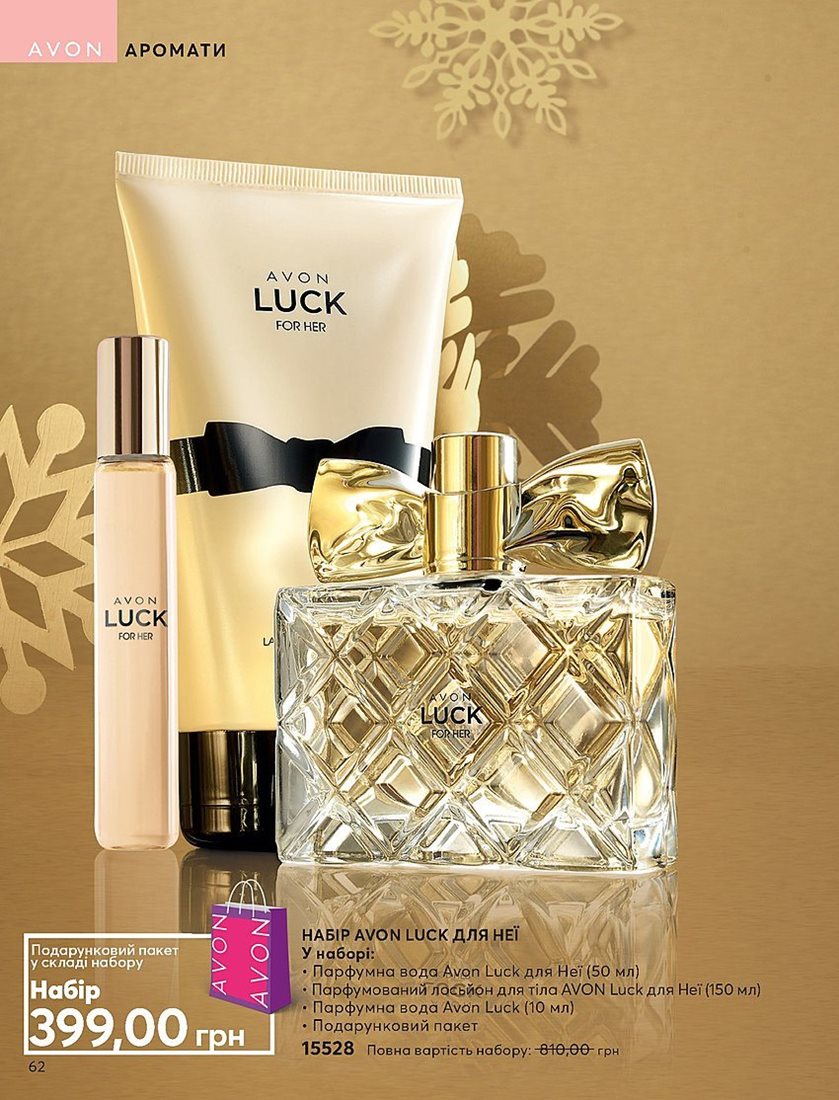 AVON АРОМАТИ
AVON
LUCK
FOR HER
AVON
LUCK
FOR HER
AVON
LUCK
FOR HER
AVON
AVON
Подарунковий пакет
у складі набору
Набір
399,00 грн
НАБІР AVON LUCK ДЛЯ НЕЇ
У наборі:
• Парфумна вода Avon Luck для Неї (50 мл)
• Парфумований лосьйон для тіла AVON Luck для Неї (150 мл)
• Парфумна вода Avon Luck (10 мл)
• Подарунковий пакет
15528 Повна вартість набору: 810,00 грн
62